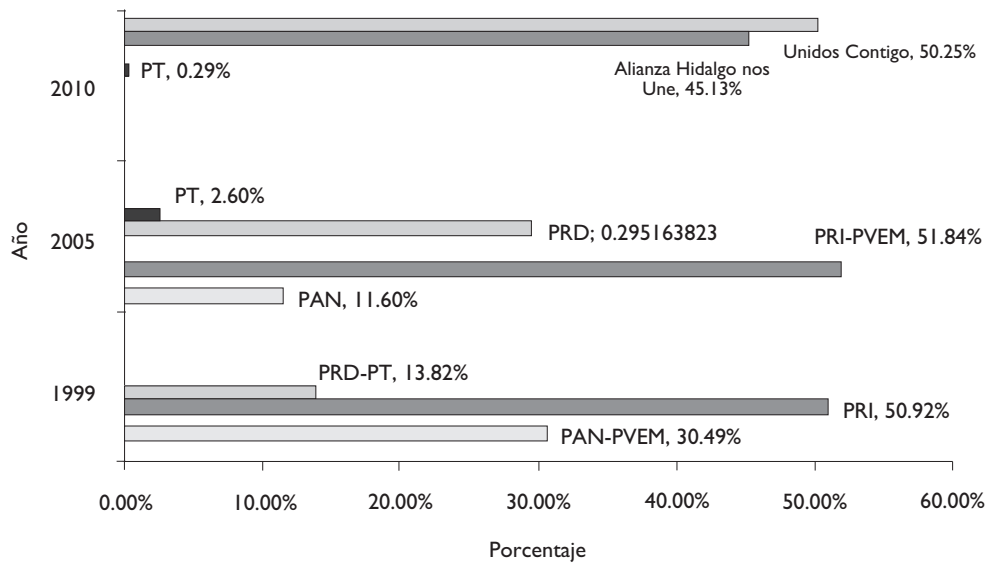 Unidos Contigo, 50.25%
Alianza Hidalgo nos
Une, 45.13%
PT, 0.29%
2010
PT, 2.60%
PRD; 0.295163823
PRI-PVEM, 51.84%
2005
PAN, 11.60%
Año
PRD-PT, 13.82%
1999
PRI, 50.92%
PAN-PVEM, 30.49%
0.00% 10.00% 20.00% 30.00% 40.00% 50.00% 60.00%
Porcentaje